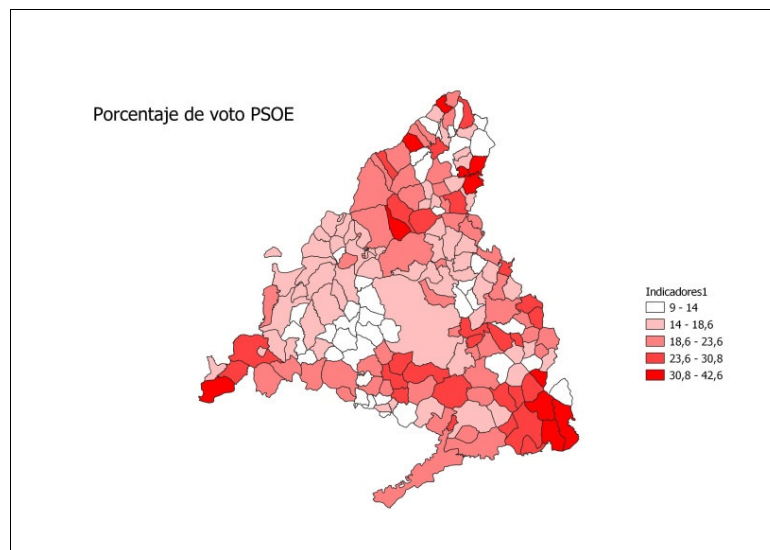 Porcentaje de voto PSOE
Indicadores1
9 - 14
14 - 18,6
18,6 - 23,6
23,6 - 30,8
30,8 - 42,6